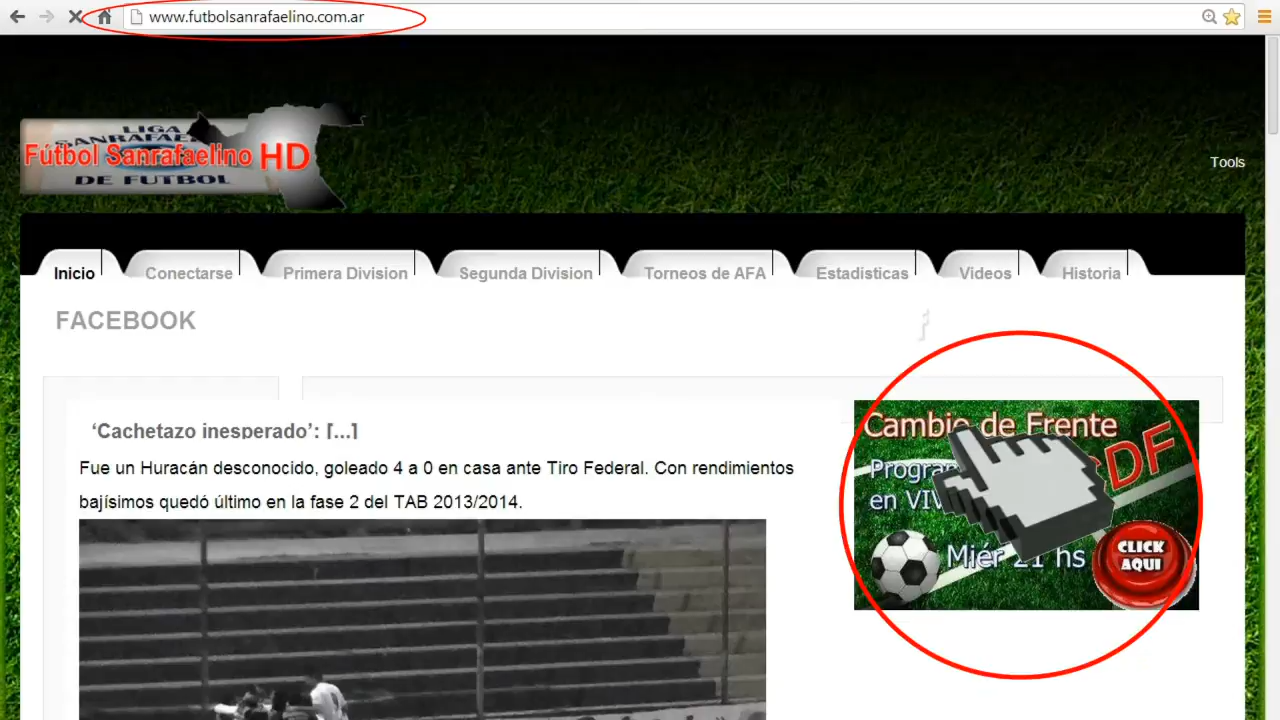 www.futbolsanrafaelino.com.ar
LIGA
SANRAFAE
Fútbol Sanrafaelino HD
DE FUTBOL
Tools
Inicio
Conectarse
Primera Division
Segunda Division
Torneos de AFA
Estadisticas
Videos
Historia
FACEBOOK
f
‘Cachetazo inesperado’: [...]
Fue un Huracán desconocido, goleado 4 a 0 en casa ante Tiro Federal. Con rendimientos
bajísimos quedó último en la fase 2 del TAB 2013/2014.
Cambio de Frente
DF
en VIV
Miér 21 hs
CLICK
AQUI